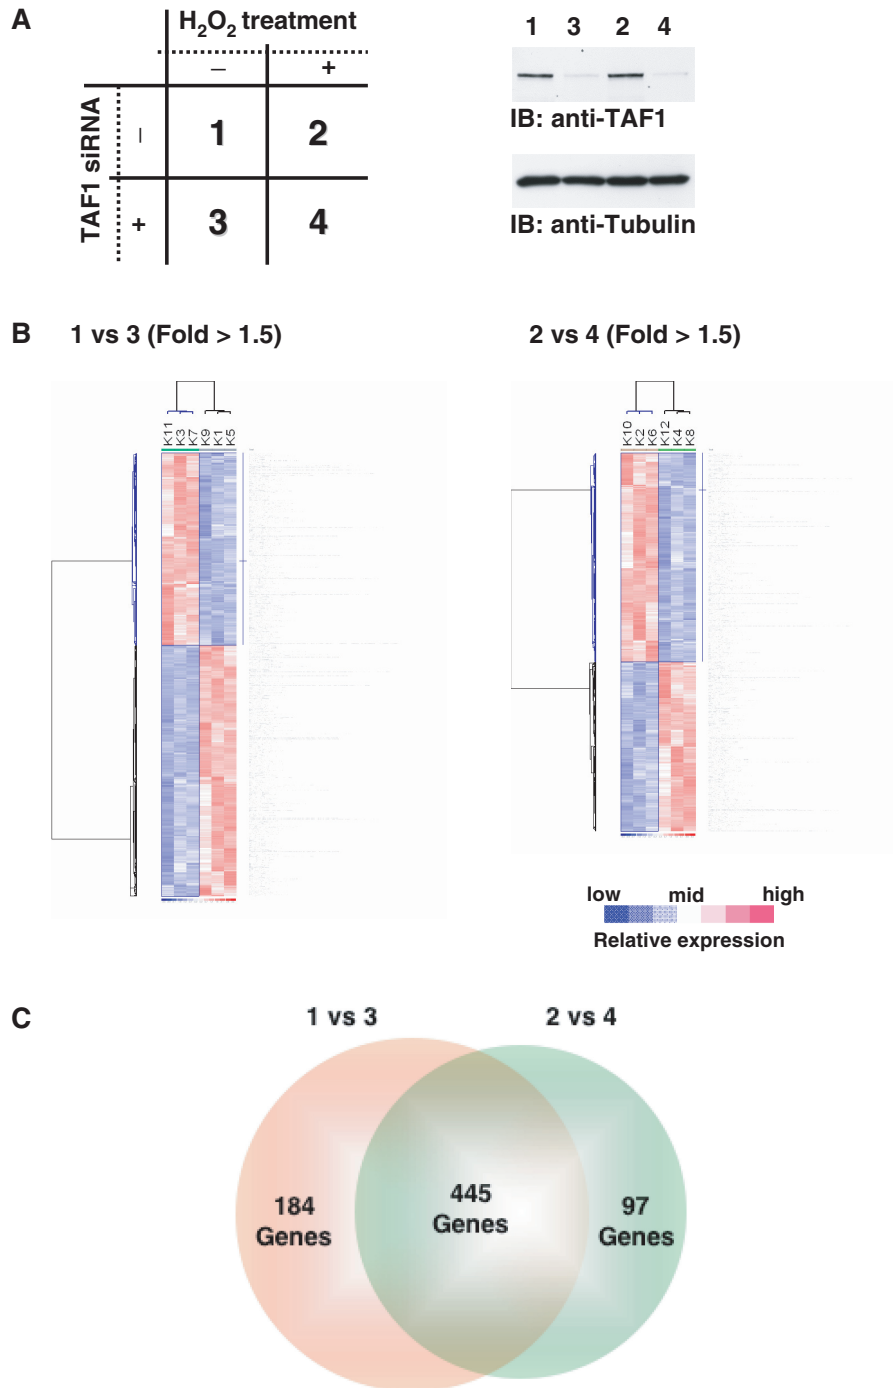 A
H2O2 treatment
– +
TAF1 siRNA
– 1 2
+ 3 4
1 3 2 4
IB: anti-TAF1
IB: anti-Tubulin
B
1 vs 3 (Fold > 1.5)
2 vs 4 (Fold > 1.5)
K11 K3 K7 K9 K1 K5
K10 K2 K6 K12 K4 K8
low mid high
Relative expression
C
1 vs 3
2 vs 4
184 Genes
445 Genes
97 Genes